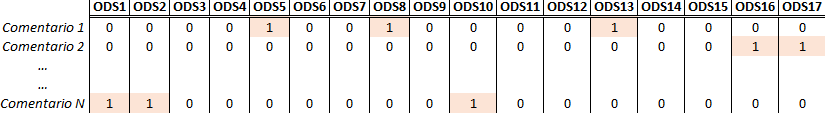 ODS1 ODS2 ODS3 ODS4 ODS5 ODS6 ODS7 ODS8 ODS9 ODS10 ODS11 ODS12 ODS13 ODS14 ODS15 ODS16 ODS17
Comentario 1 0 0 0 0 1 0 0 1 0 0 0 0 1 0 0 0 0
Comentario 2 0 0 0 0 0 0 0 0 0 0 0 0 0 0 0 1 1
...
...
Comentario N 1 1 0 0 0 0 0 0 0 1 0 0 0 0 0 0 0